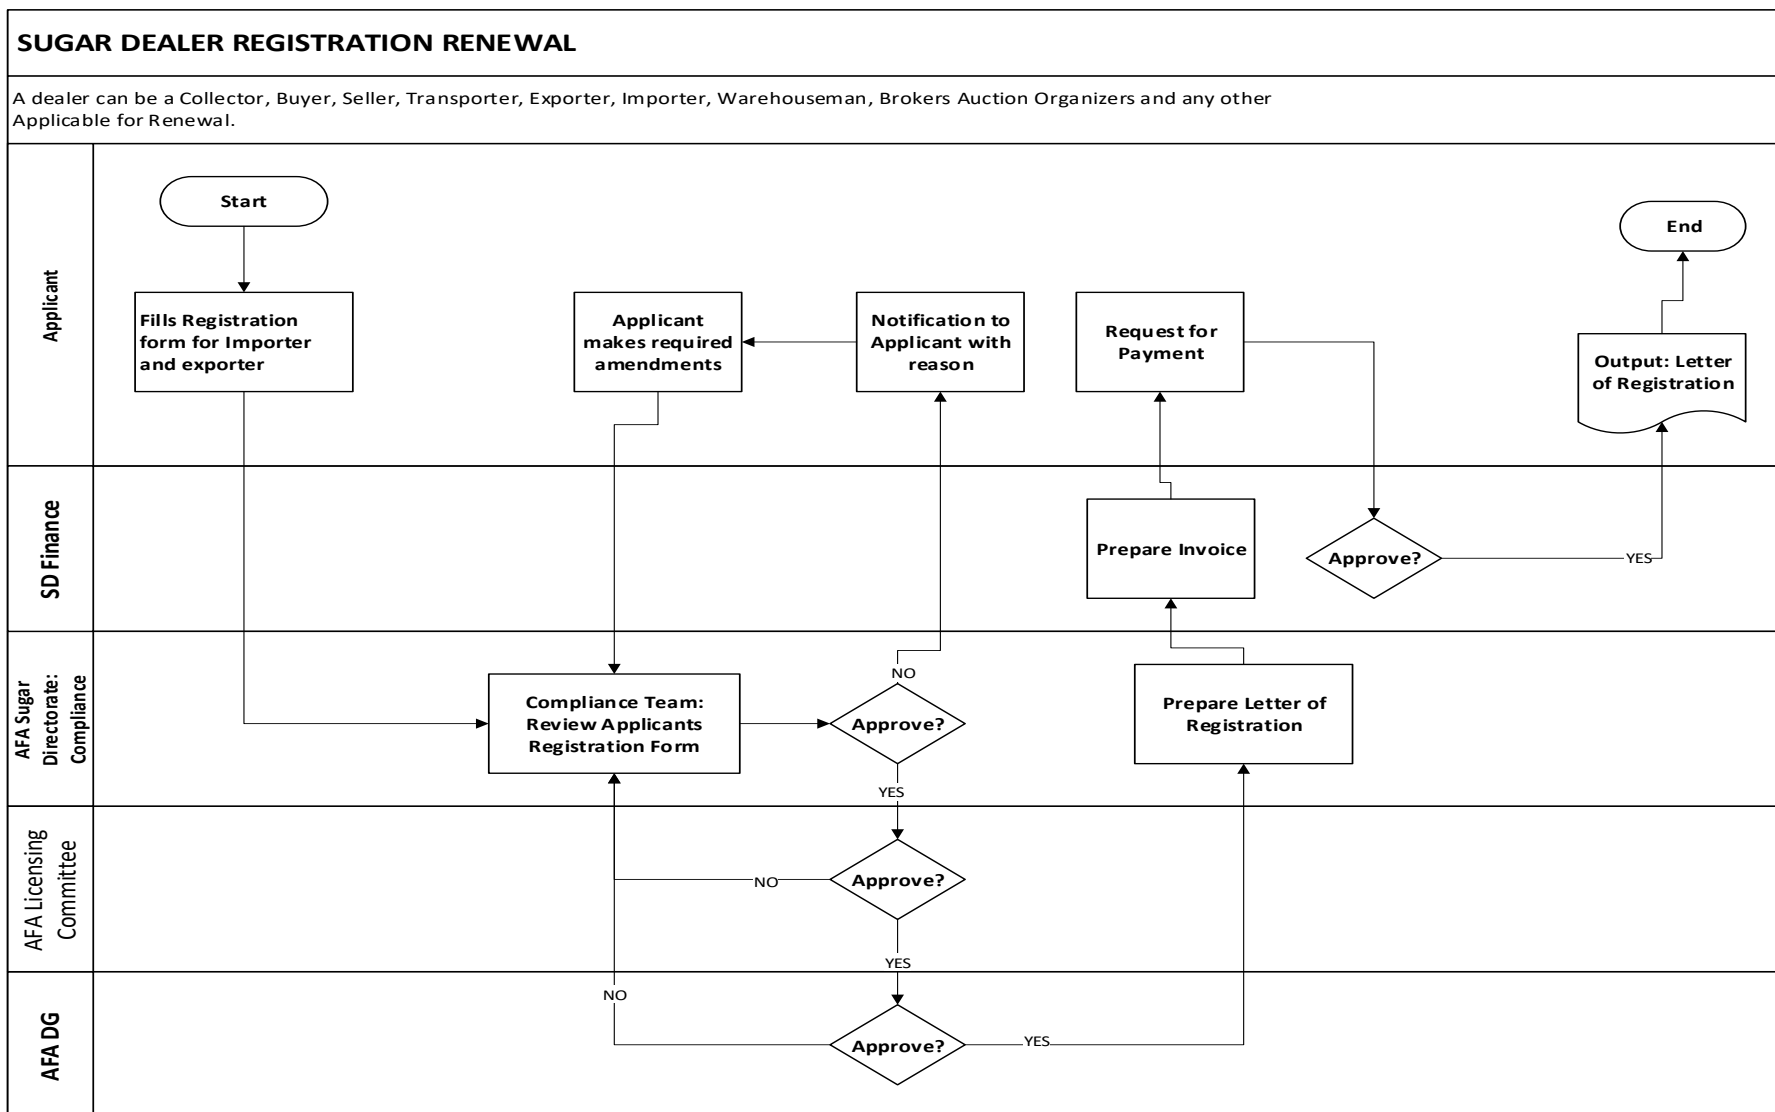 SUGAR DEALER REGISTRATION RENEWAL
A dealer can be a Collector, Buyer, Seller, Transporter, Exporter, Importer, Warehouseman, Brokers Auction Organizers and any other
Applicable for Renewal.
Applicant
Start
Fills Registration
form for Importer
and exporter
Applicant
makes required
amendments
Notification to
Applicant with
reason
Request for
Payment
End
Output: Letter
of Registration
SD Finance
Prepare Invoice
Approve?
YES
AFA Sugar
Directorate:
Compliance
Compliance Team:
Review Applicants
Registration Form
NO
Approve?
YES
Prepare Letter of
Registration
AFA Licensing
Committee
NO
Approve?
YES
AFA DG
NO
Approve?
YES